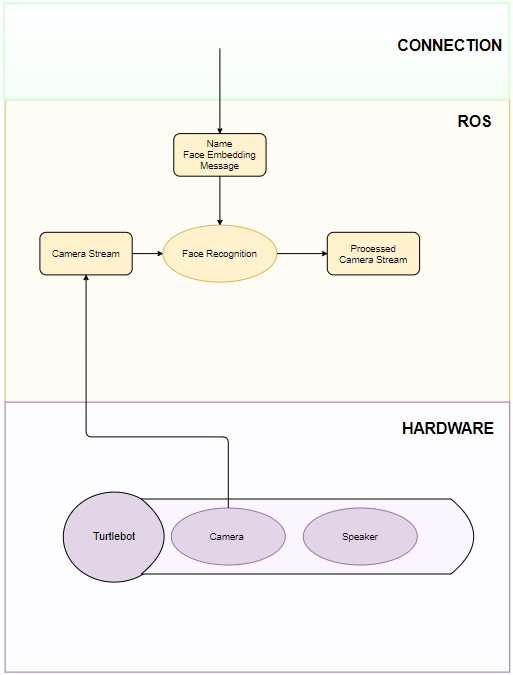 CONNECTION
ROS
Name
Face Embedding
Message
Camera Stream
Face Recognition
Processed
Camera Stream
HARDWARE
Turtlebot
Camera
Speaker